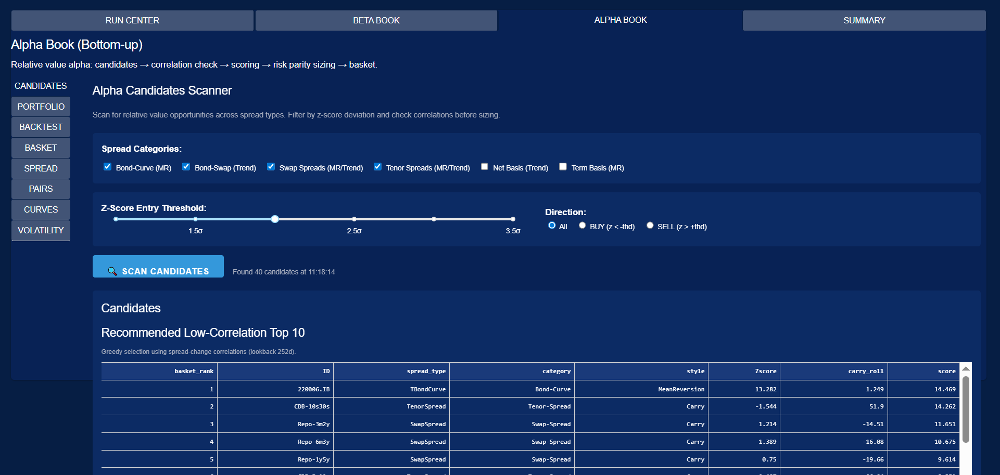 RUN CENTER BETA BOOK ALPHA BOOK SUMMARY
Alpha Book (Bottom-up)
Relative value alpha: candidates → correlation check → scoring → risk parity sizing → basket.
CANDIDATES
PORTFOLIO
BACKTEST
BASKET
SPREAD
PAIRS
CURVES
VOLATILITY
Alpha Candidates Scanner
Scan for relative value opportunities across spread types. Filter by z-score deviation and check correlations before sizing.
Spread Categories:
Bond-Curve (MR) Bond-Swap (Trend) Swap Spreads (MR/Trend) Tenor Spreads (MR/Trend) Net Basis (Trend) Term Basis (MR)
Z-Score Entry Threshold:
1.5σ 2.5σ 3.5σ
Direction:
All BUY (z < -thd) SELL (z > +thd)
SCAN CANDIDATES Found 40 candidates at 11:18:14
Candidates
Recommended Low-Correlation Top 10
Greedy selection using spread-change correlations (lookback 252d).
basket_rank ID spread_type category style Zscore carry_roll score
1 220006.IB TBondCurve Bond-Curve MeanReversion 13.282 1.249 14.469
2 CDB-10s30s TenorSpread Tenor-Spread Carry -1.544 51.9 14.262
3 Repo-3m2y SwapSpread Swap-Spread Carry 1.214 -14.51 11.651
4 Repo-6m3y SwapSpread Swap-Spread Carry 1.389 -16.08 10.675
5 Repo-1y5y SwapSpread Swap-Spread Carry 0.75 -19.66 9.614